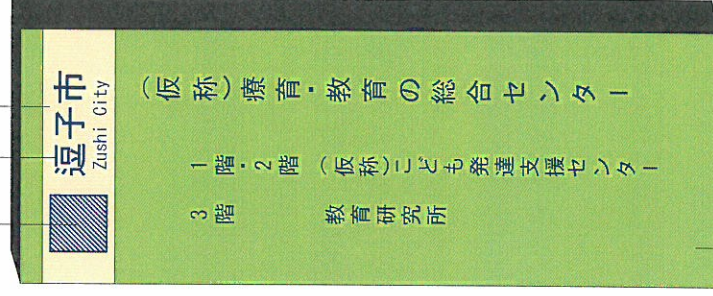 逗子市
Zushi City
(仮称)療育・教育の総合センター
1階・2階 (仮称)こども発達支援センター
3階 教育研究所